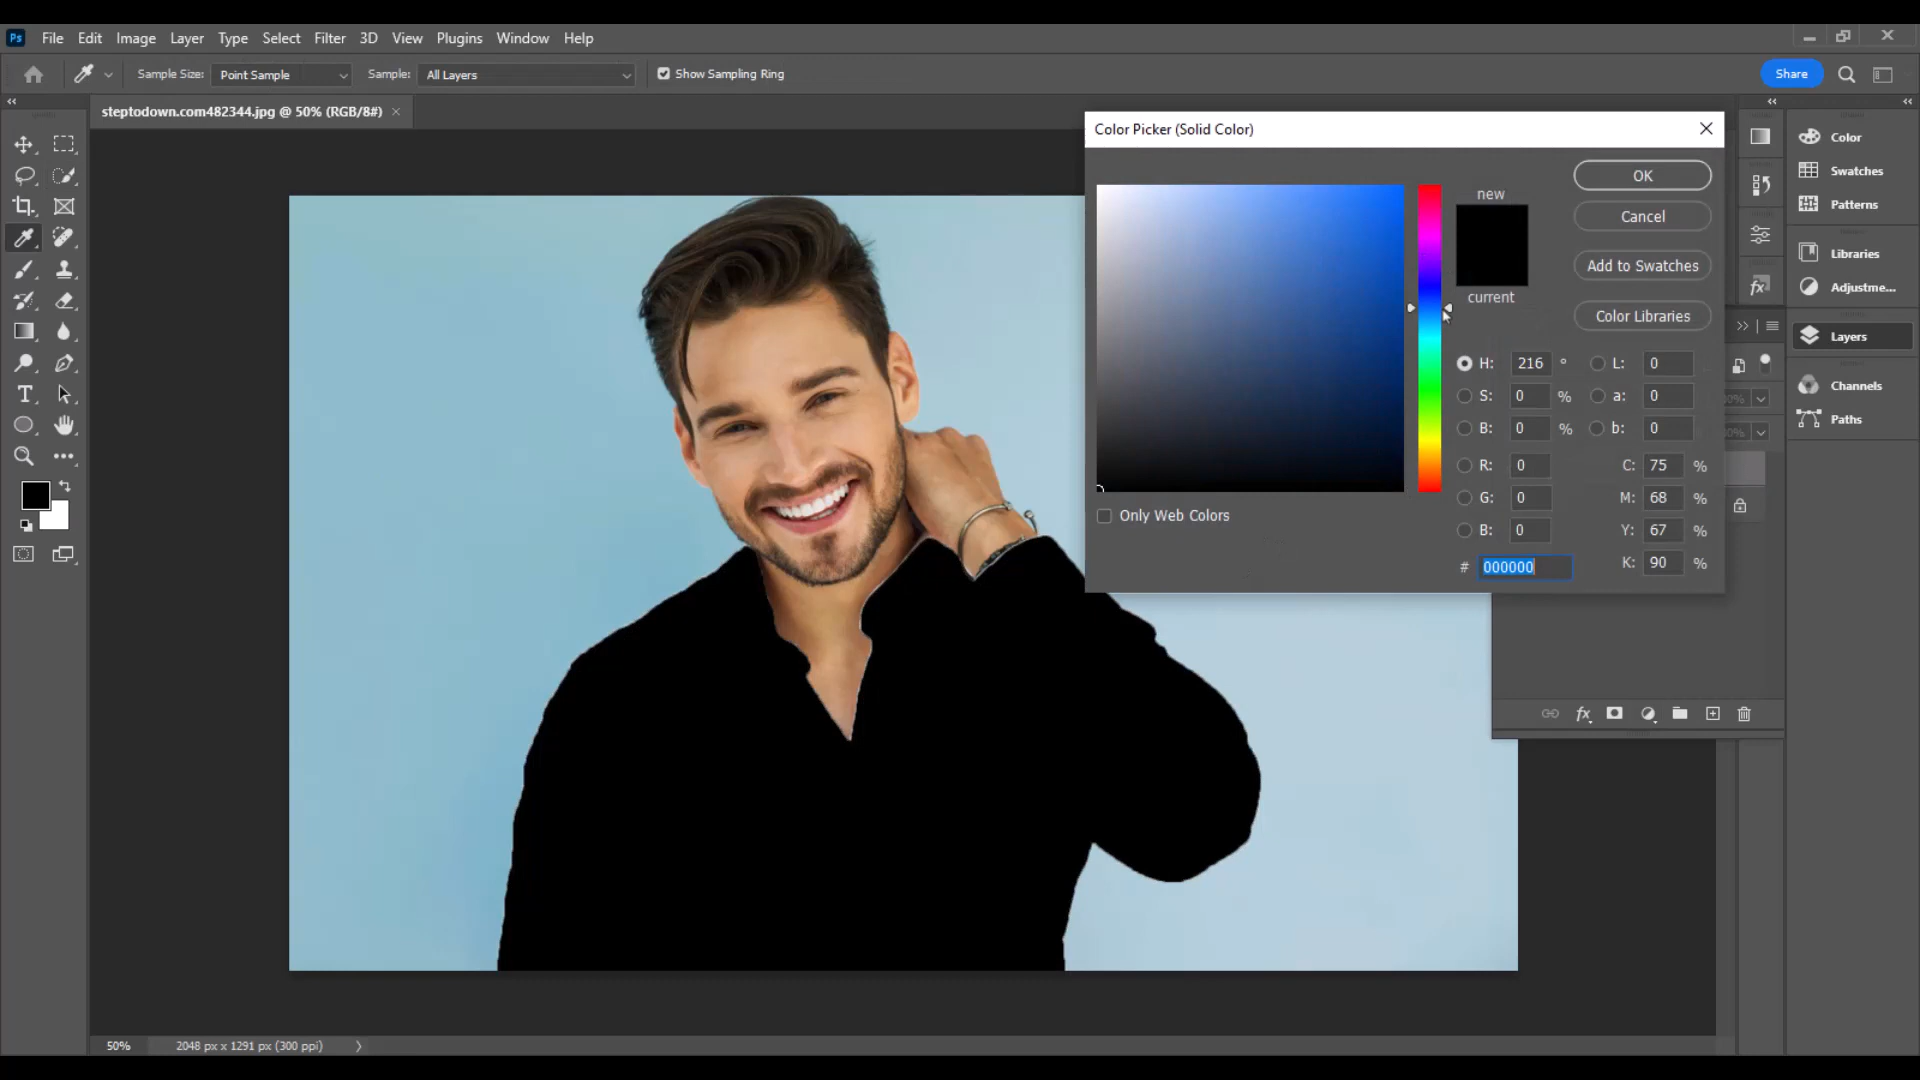 Ps File Edit Image Layer Type Select Filter 3D View Plugins Window Help
Sample Size: Point Sample Sample: All Layers Show Sampling Ring Share
steptodown.com482344.jpg @ 50% (RGB/8#)
Color Picker (Solid Color)
new
current
OK
Cancel
Add to Swatches
Color Libraries
H: 216 ° L: 0
S: 0 % a: 0
B: 0 % b: 0
R: 0 C: 75 %
G: 0 M: 68 %
B: 0 Y: 67 %
# 000000 K: 90 %
Only Web Colors
Color
Swatches
Patterns
Libraries
Adjustme...
Layers
Channels
Paths
fx
T
fx
50% 2048 px x 1291 px (300 ppi)